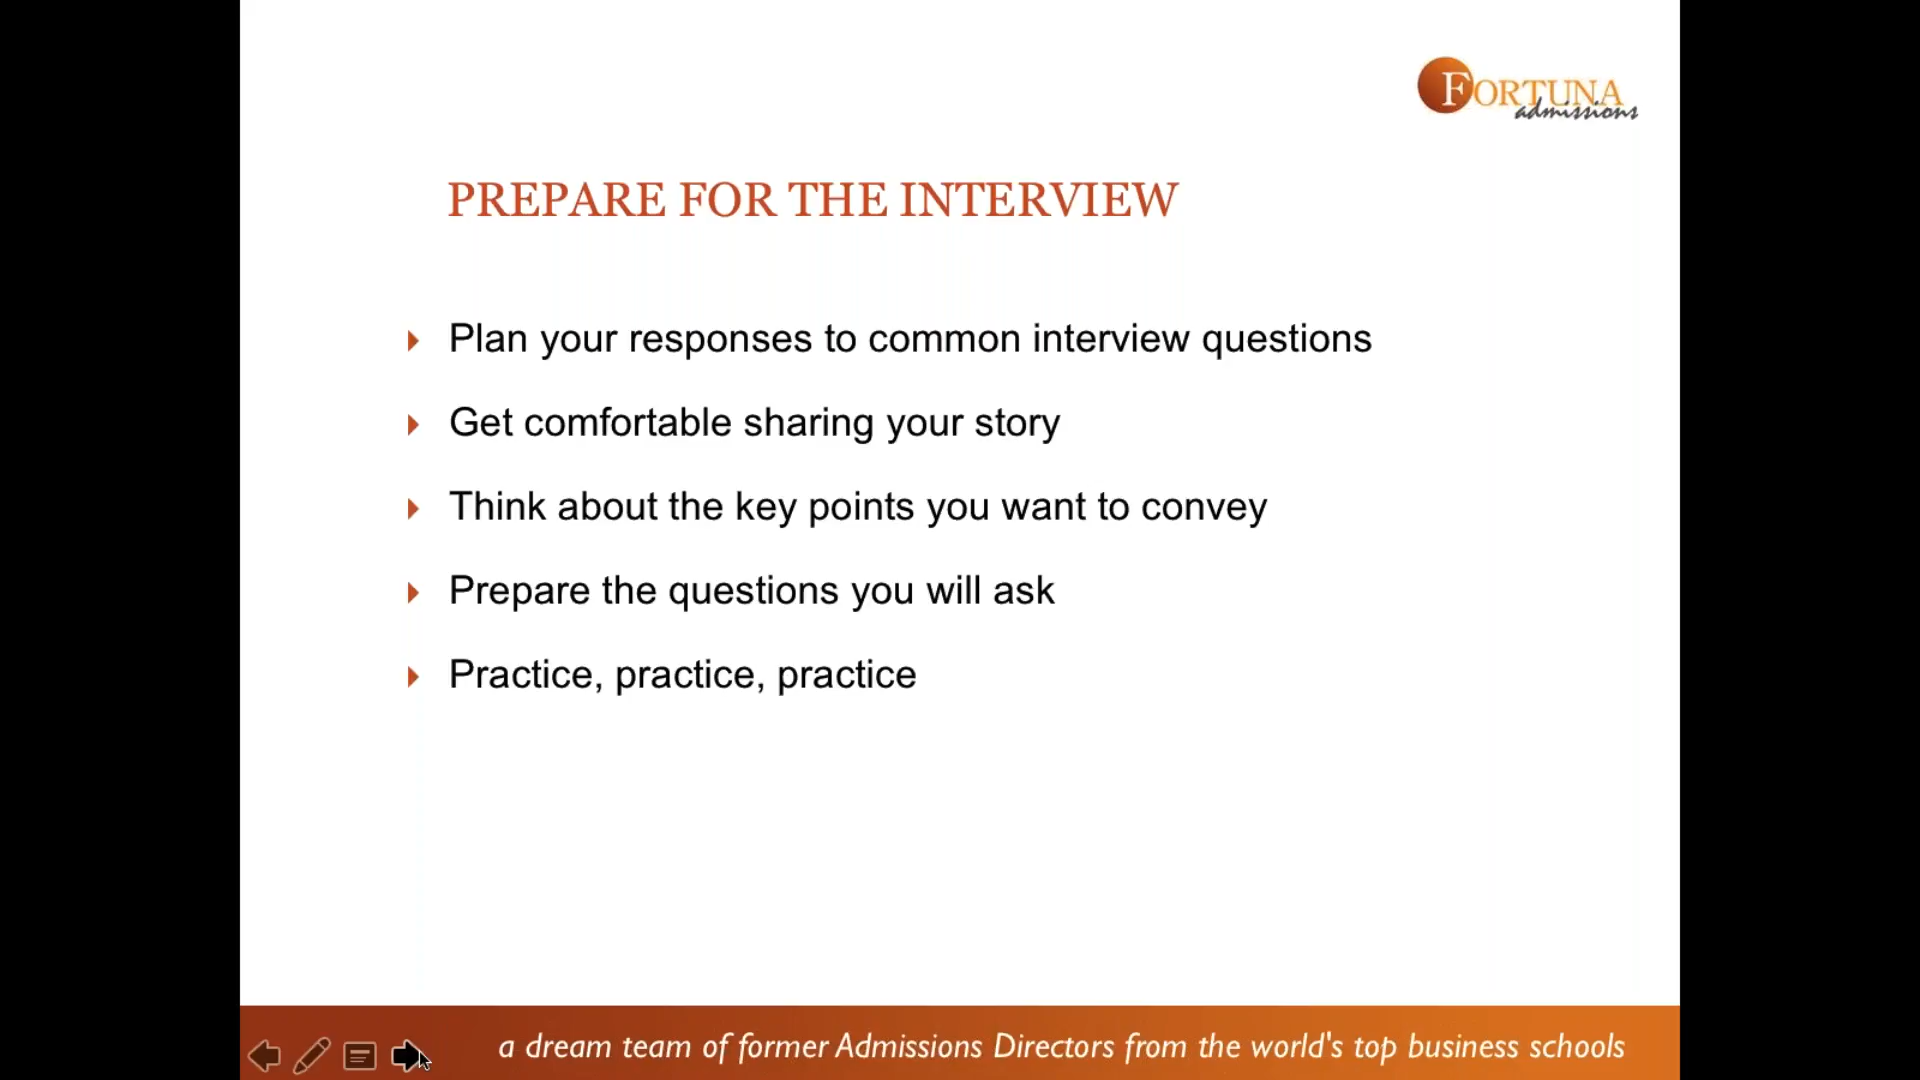 FORTUNA
admissions
PREPARE FOR THE INTERVIEW
Plan your responses to common interview questions
Get comfortable sharing your story
Think about the key points you want to convey
Prepare the questions you will ask
Practice, practice, practice
a dream team of former Admissions Directors from the world's top business schools